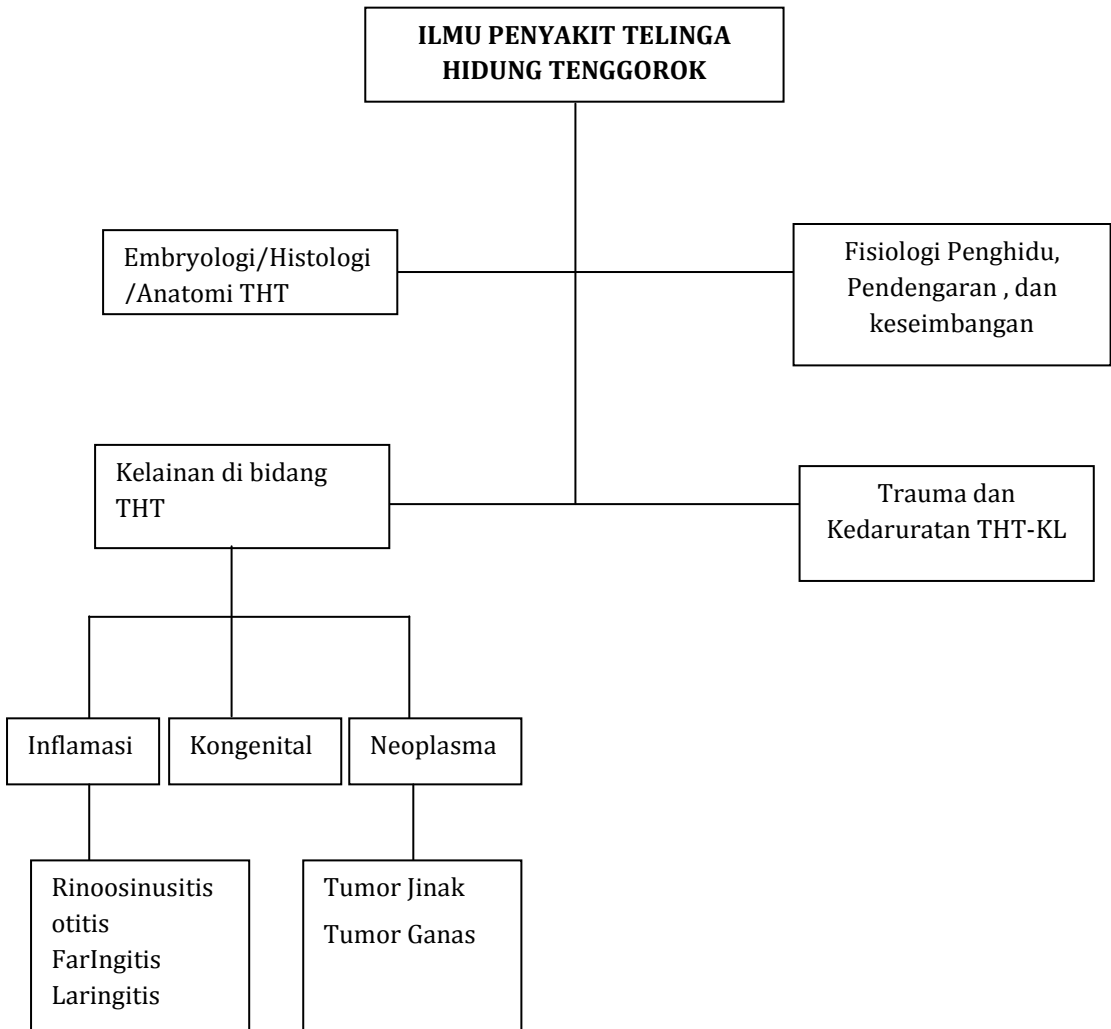 ILMU PENYAKIT TELINGA
HIDUNG TENGGOROK
Embryologi/Histologi
/Anatomi THT
Fisiologi Penghidu,
Pendengaran , dan
keseimbangan
Kelainan di bidang
THT
Trauma dan
Kedaruratan THT-KL
Inflamasi
Kongenital
Neoplasma
Rinoosinusitis
otitis
FarIngitis
Laringitis
Tumor Jinak
Tumor Ganas